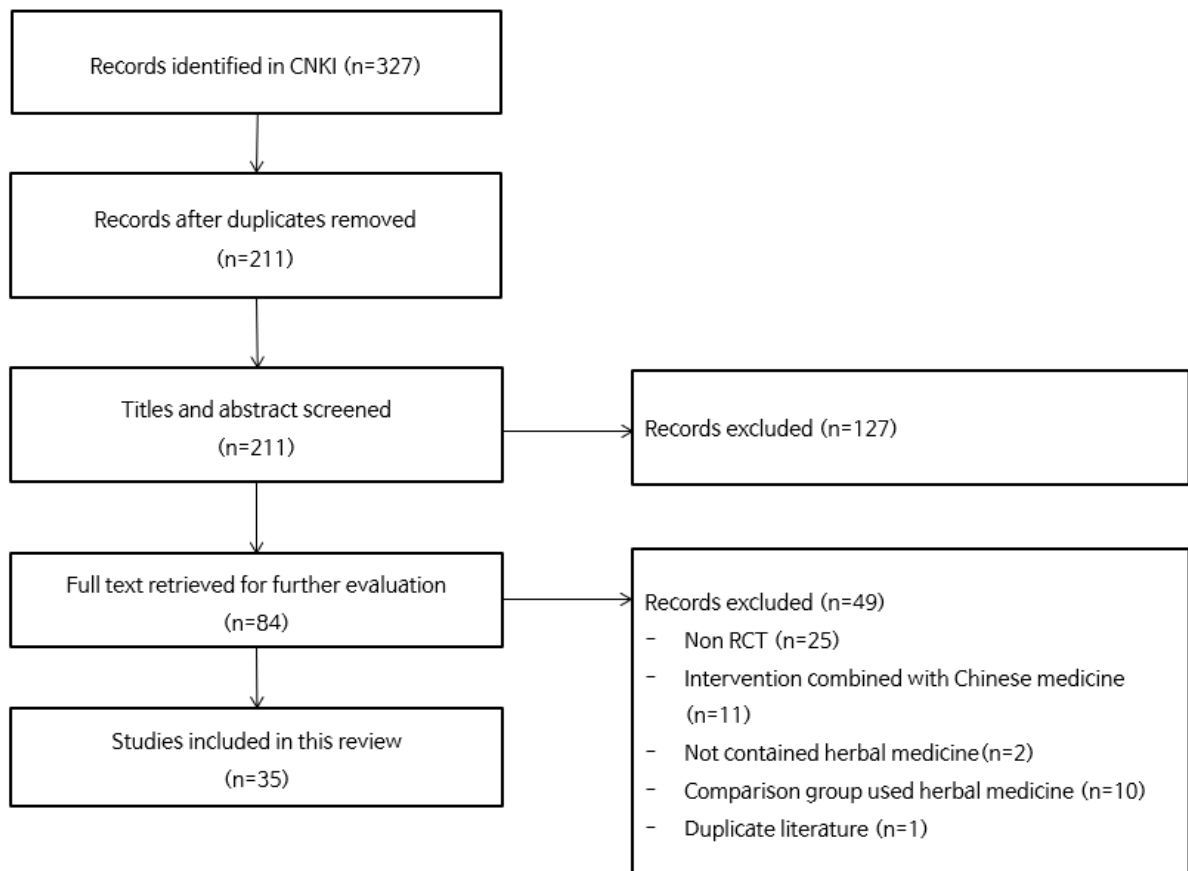 Records identified in CNKI (n=327)
Records after duplicates removed
(n=211)
Titles and abstract screened
(n=211)
Records excluded (n=127)
Full text retrieved for further evaluation
(n=84)
Records excluded (n=49)
- Non RCT (n=25)
- Intervention combined with Chinese medicine
(n=11)
- Not contained herbal medicine(n=2)
- Comparison group used herbal medicine (n=10)
- Duplicate literature (n=1)
Studies included in this review
(n=35)